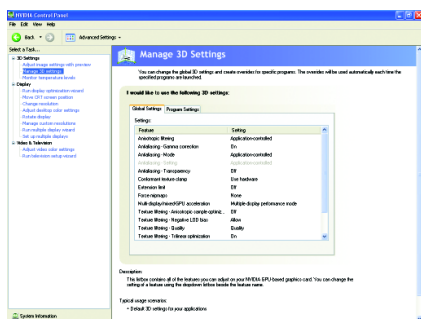 NVIDIA Control Panel
File Edit View Help
Back
Advanced Settings
Select a Task...
3D Settings
Adjust image settings with preview
Manage 3D settings
Monitor temperature levels
Display
Run display optimization wizard
Move CRT screen position
Change resolution
Adjust desktop color settings
Rotate display
Manage custom resolutions
Run multiple display wizard
Set up multiple displays
Video & Television
Adjust video color settings
Run television setup wizard
System Information
Manage 3D Settings
You can change the global 3D settings and create overrides for specific programs. The overrides will be used automatically each time the
specified programs are launched.
I would like to use the following 3D settings:
Global Settings Program Settings
Settings:
Feature Setting
Anisotropic filtering Application-controlled
Antialiasing - Gamma correction On
Antialiasing - Mode Application-controlled
Antialiasing - Setting Application-controlled
Antialiasing - Transparency Off
Conformant texture clamp Use hardware
Extension limit Off
Force mipmaps None
Multi-display/mixed-GPU acceleration Multiple display performance mode
Texture filtering - Anisotropic sample optimiz... Off
Texture filtering - Negative LOD bias Allow
Texture filtering - Quality Quality
Texture filtering - Trilinear optimization On
Description:
This listbox contains all of the features you can adjust on your NVIDIA GPU-based graphics card. You can change the
setting of a feature using the dropdown listbox beside the feature name.
Typical usage scenarios:
• Default 3D settings for your applications